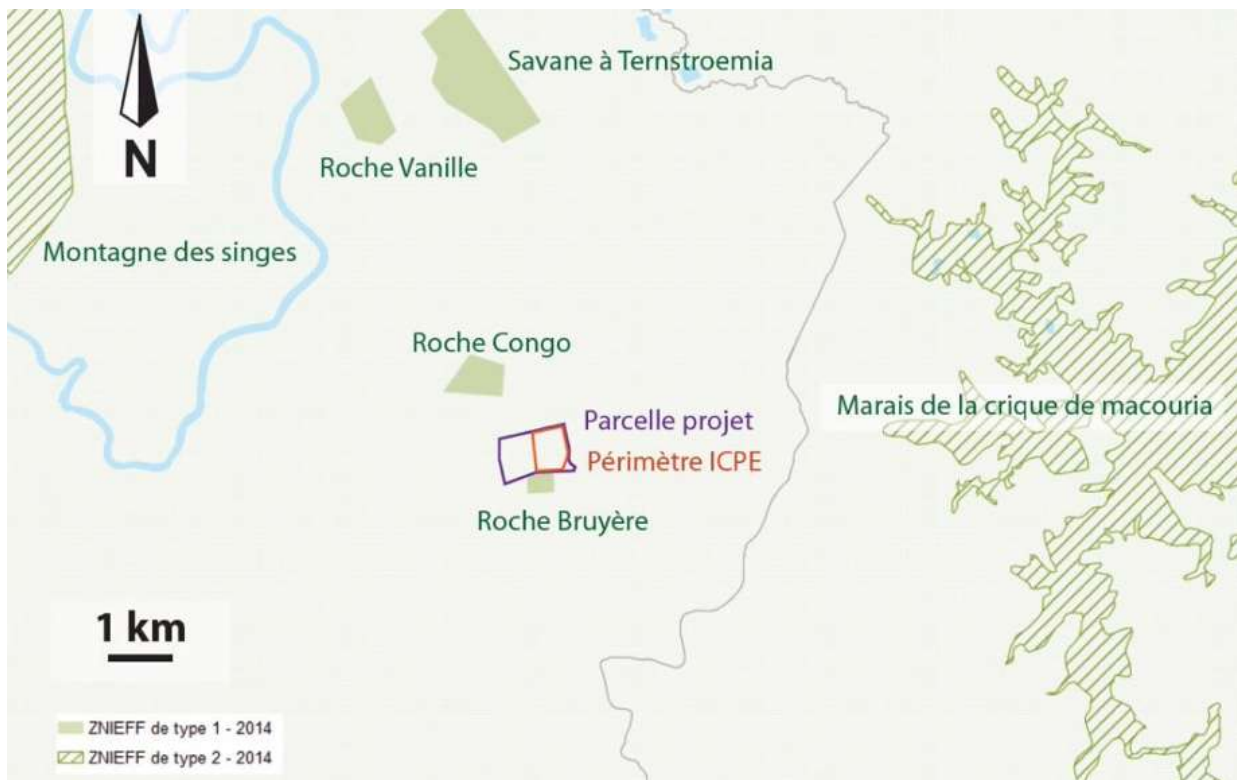 N
Savane à Ternstroemia
Roche Vanille
Montagne des singes
Roche Congo
Marais de la crique de macouria
Parcelle projet
Périmètre ICPE
Roche Bruyère
1 km
ZNIEFF de type 1 - 2014
ZNIEFF de type 2 - 2014